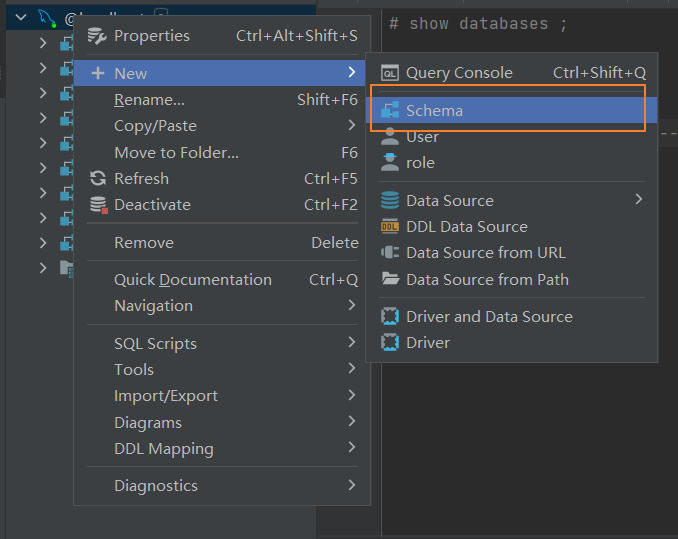 # show databases ;
Properties Ctrl+Alt+Shift+S
New
Rename... Shift+F6
Copy/Paste
Move to Folder... F6
Refresh Ctrl+F5
Deactivate Ctrl+F2
Remove Delete
Quick Documentation Ctrl+Q
Navigation
SQL Scripts
Tools
Import/Export
Diagrams
DDL Mapping
Diagnostics
QL Query Console Ctrl+Shift+Q
Schema
User
role
Data Source
DDL DDL Data Source
Data Source from URL
Data Source from Path
Driver and Data Source
Driver